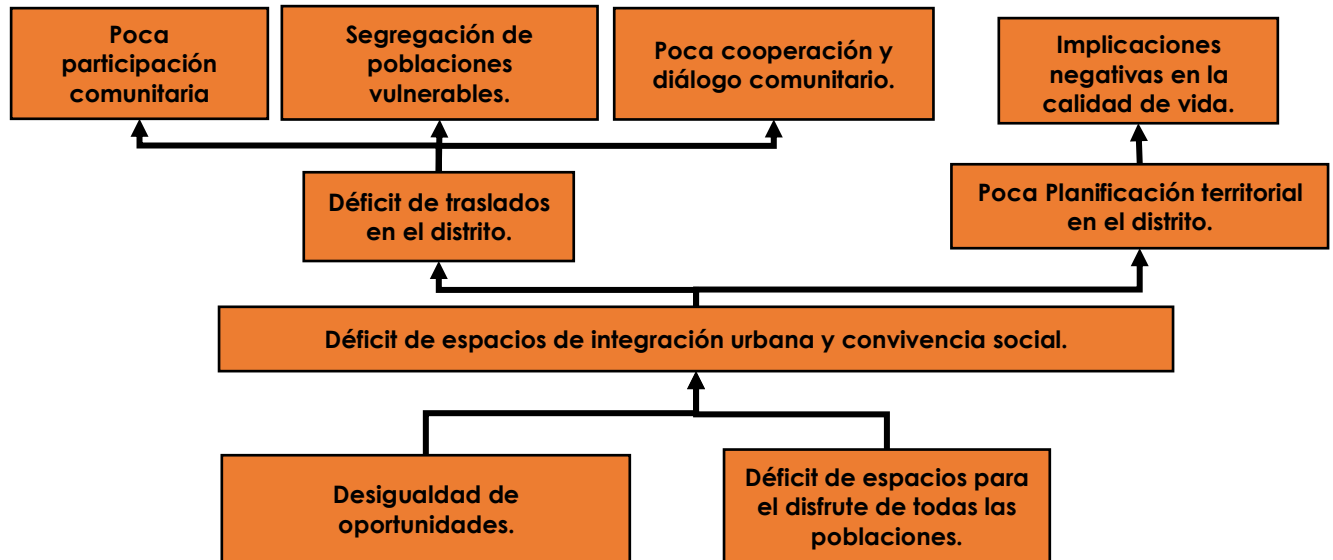 Poca
participación
comunitaria
Segregación de
poblaciones
vulnerables.
Poca cooperación y
diálogo comunitario.
Implicaciones
negativas en la
calidad de vida.
Déficit de traslados
en el distrito.
Poca Planificación territorial
en el distrito.
Déficit de espacios de integración urbana y convivencia social.
Desigualdad de
oportunidades.
Déficit de espacios para
el disfrute de todas las
poblaciones.